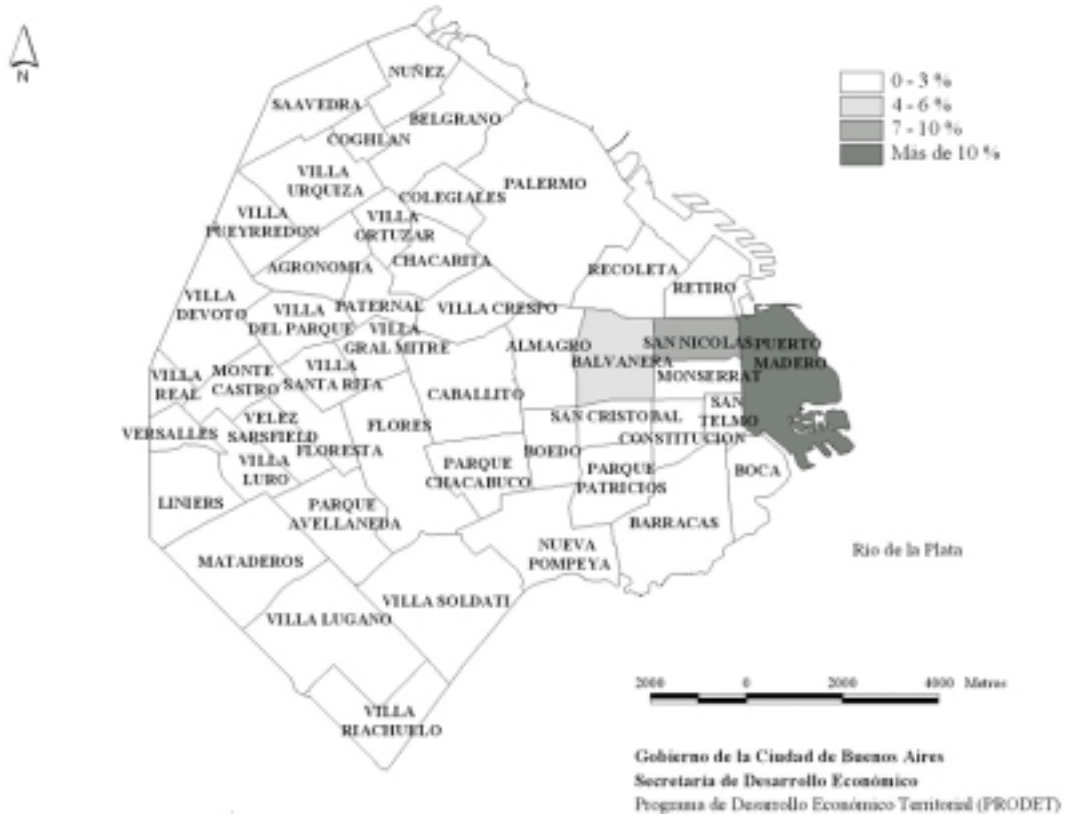 N
0 - 3 %
4 - 6 %
7 - 10 %
Más de 10 %
NUÑEZ
SAAVEDRA
BELGRANO
COGHLAN
VILLA
URQUIZA
PALERMO
COLEGIALES
VILLA
PUEYRREDON
VILLA
ORTUZAR
CHACARITA
AGRONOMIA
RECOLETA
RETIRO
VILLA
DEVOTO
VILLA
DEL PARQUE
PATERNAL
VILLA CRESPO
VILLA
GRAL MITRE
ALMAGRO
SAN NICOLAS
PUERTO
MADERO
BALVANERA
MONSERRAT
VILLA
REAL
MONTE
CASTRO
VILLA
SANTA RITA
CABALLITO
SAN
TELMO
SAN CRISTOBAL
VERSALLES
VELEZ
SARSFIELD
FLORES
CONSTITUCION
FLORESTA
BOEDO
VILLA
LURO
PARQUE
CHACABUCO
PARQUE
PATRICIOS
BOCA
LINIERS
PARQUE
AVELLANEDA
BARRACAS
MATADEROS
NUEVA
POMPEYA
Río de la Plata
VILLA SOLDATI
VILLA LUGANO
VILLA
RIACHUELO
2000 0 2000 4000 Metros
Gobierno de la Ciudad de Buenos Aires
Secretaría de Desarrollo Económico
Programa de Desarrollo Económico Territorial (PRODET)